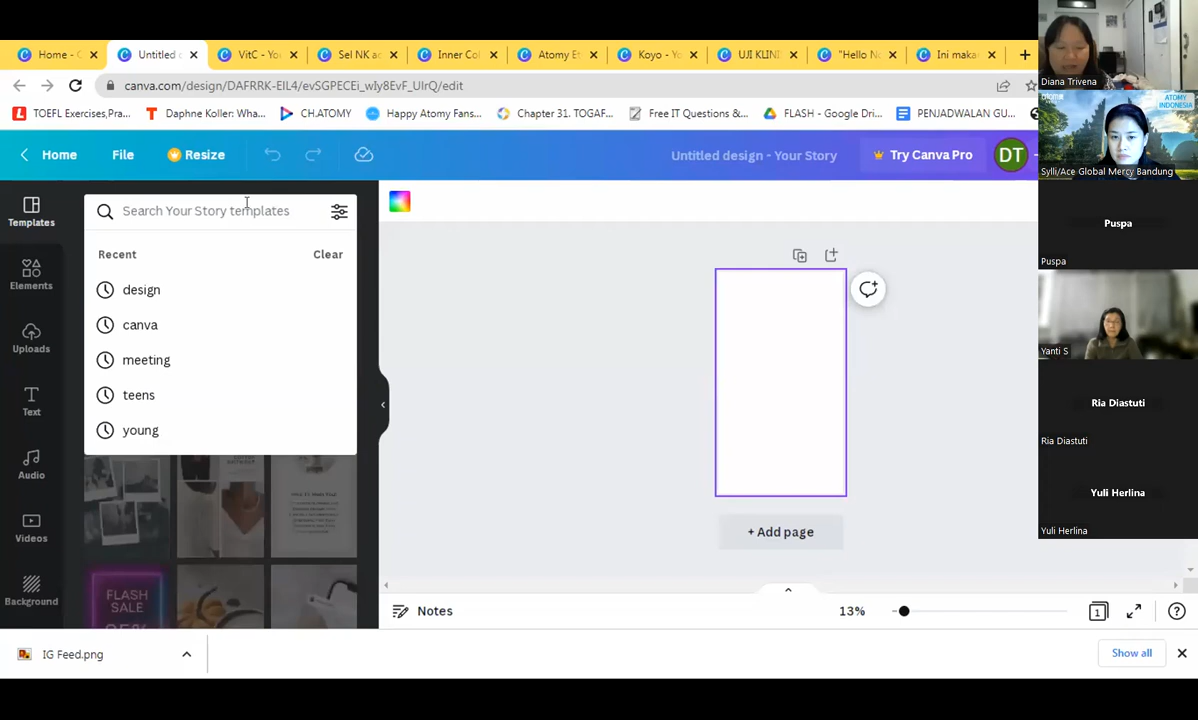 Home - C
Untitled
VitC - Yo
Sel NK a
Inner Co
Atomy E
Koyo - Yo
UJI KLINI
"Hello N
Ini maka
canva.com/design/DAFRRK-EIL4/evSGPECEi_wIy8EvF_UIrQ/edit
TOEFL Exercises,Pra...
Daphne Koller: Wha...
CH.ATOMY
Happy Atomy Fans...
Chapter 31. TOGAF...
Free IT Questions &...
FLASH - Google Dri...
PENJADWALAN GU...
Home
File
Resize
Untitled design - Your Story
Try Canva Pro
DT
Templates
Elements
Uploads
Text
Audio
Videos
Background
Search Your Story templates
Recent
Clear
design
canva
meeting
teens
young
FLASH
SALE
+ Add page
Notes
13%
1
IG Feed.png
Show all
Diana Trivena
ATOMY
INDONESIA
Sylli/Ace Global Mercy Bandung
Puspa
Puspa
Yanti S
Ria Diastuti
Ria Diastuti
Yuli Herlina
Yuli Herlina